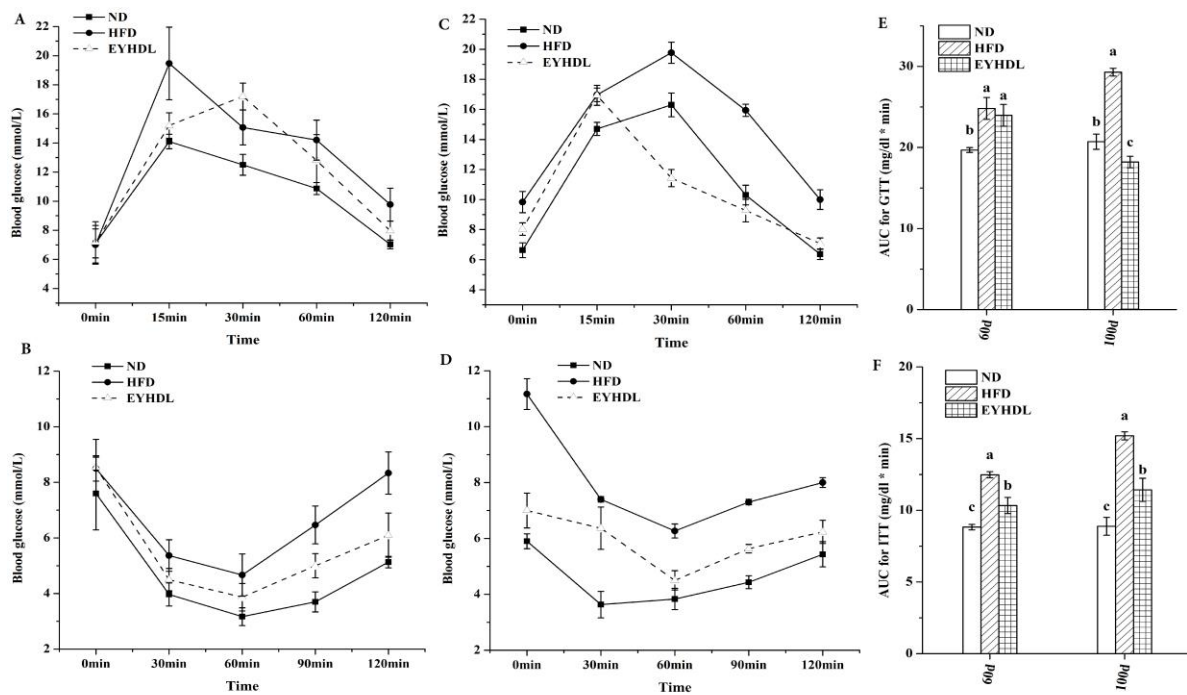 A
ND
HFD
EYHDL
22
20
18
16
14
12
10
8
6
4
Blood glucose (mmol/L)
0min 15min 30min 60min 120min
Time
B
ND
HFD
EYHDL
12
10
8
6
4
2
Blood glucose (mmol/L)
0min 30min 60min 90min 120min
Time
C
ND
HFD
EYHDL
22
20
18
16
14
12
10
8
6
4
Blood glucose (mmol/L)
0min 15min 30min 60min 120min
Time
D
ND
HFD
EYHDL
12
10
8
6
4
2
Blood glucose (mmol/L)
0min 30min 60min 90min 120min
Time
E
ND
HFD
EYHDL
30
20
10
0
AUC for GTT (mg/dl * min)
b a a b a c
60d 100d
F
ND
HFD
EYHDL
20
15
10
5
0
AUC for ITT (mg/dl * min)
c a b c a b
60d 100d